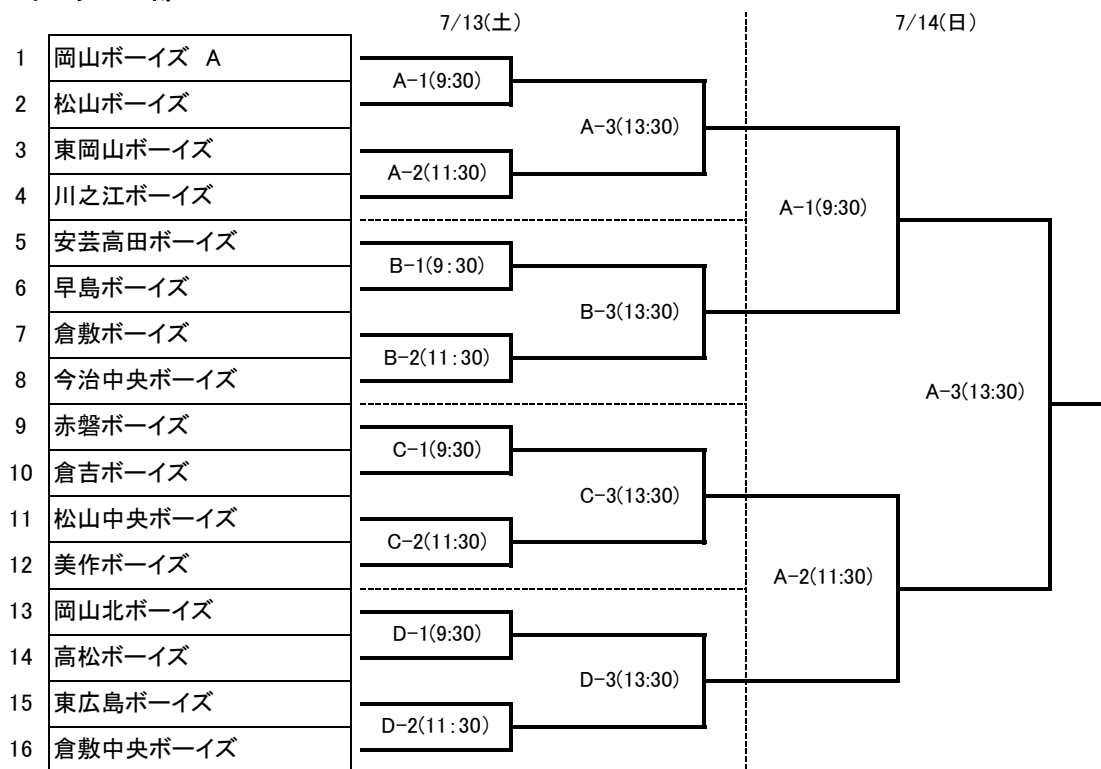 7/13(土) 7/14(日)
1 岡山ボーイズ A
2 松山ボーイズ
3 東岡山ボーイズ
4 川之江ボーイズ
5 安芸高田ボーイズ
6 早島ボーイズ
7 倉敷ボーイズ
8 今治中央ボーイズ
9 赤磐ボーイズ
10 倉吉ボーイズ
11 松山中央ボーイズ
12 美作ボーイズ
13 岡山北ボーイズ
14 高松ボーイズ
15 東広島ボーイズ
16 倉敷中央ボーイズ
A-1(9:30)
A-2(11:30)
B-1(9:30)
B-2(11:30)
C-1(9:30)
C-2(11:30)
D-1(9:30)
D-2(11:30)
A-3(13:30)
B-3(13:30)
C-3(13:30)
D-3(13:30)
A-1(9:30)
A-2(11:30)
A-3(13:30)